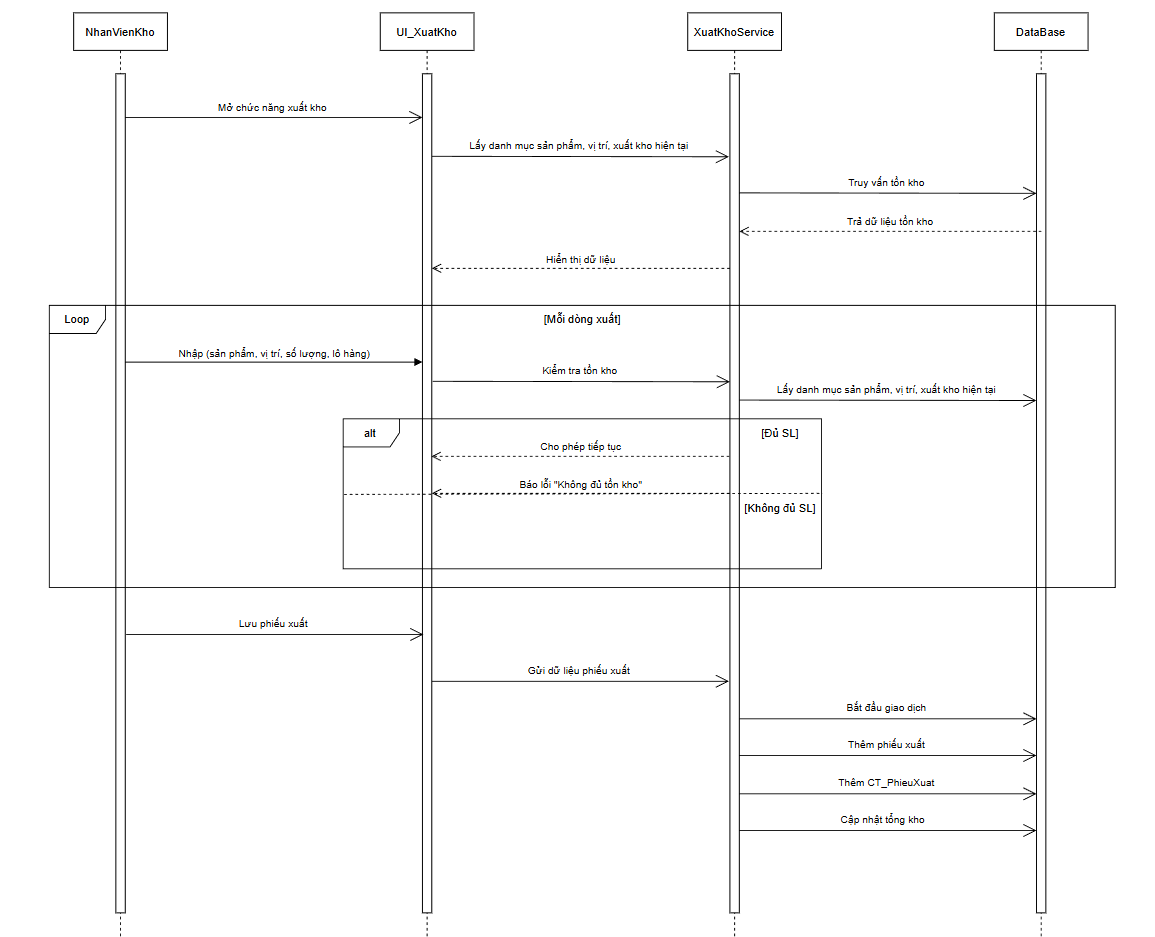 NhanVienKho
UI_XuatKho
XuatKhoService
DataBase
Mở chức năng xuất kho
Lấy danh mục sản phẩm, vị trí, xuất kho hiện tại
Truy vấn tồn kho
Trả dữ liệu tồn kho
Hiển thị dữ liệu
Loop
[Mỗi dòng xuất]
Nhập (sản phẩm, vị trí, số lượng, lô hàng)
Kiểm tra tồn kho
Lấy danh mục sản phẩm, vị trí, xuất kho hiện tại
alt
[Đủ SL]
Cho phép tiếp tục
Báo lỗi "Không đủ tồn kho"
[Không đủ SL]
Lưu phiếu xuất
Gửi dữ liệu phiếu xuất
Bắt đầu giao dịch
Thêm phiếu xuất
Thêm CT_PhieuXuat
Cập nhật tổng kho